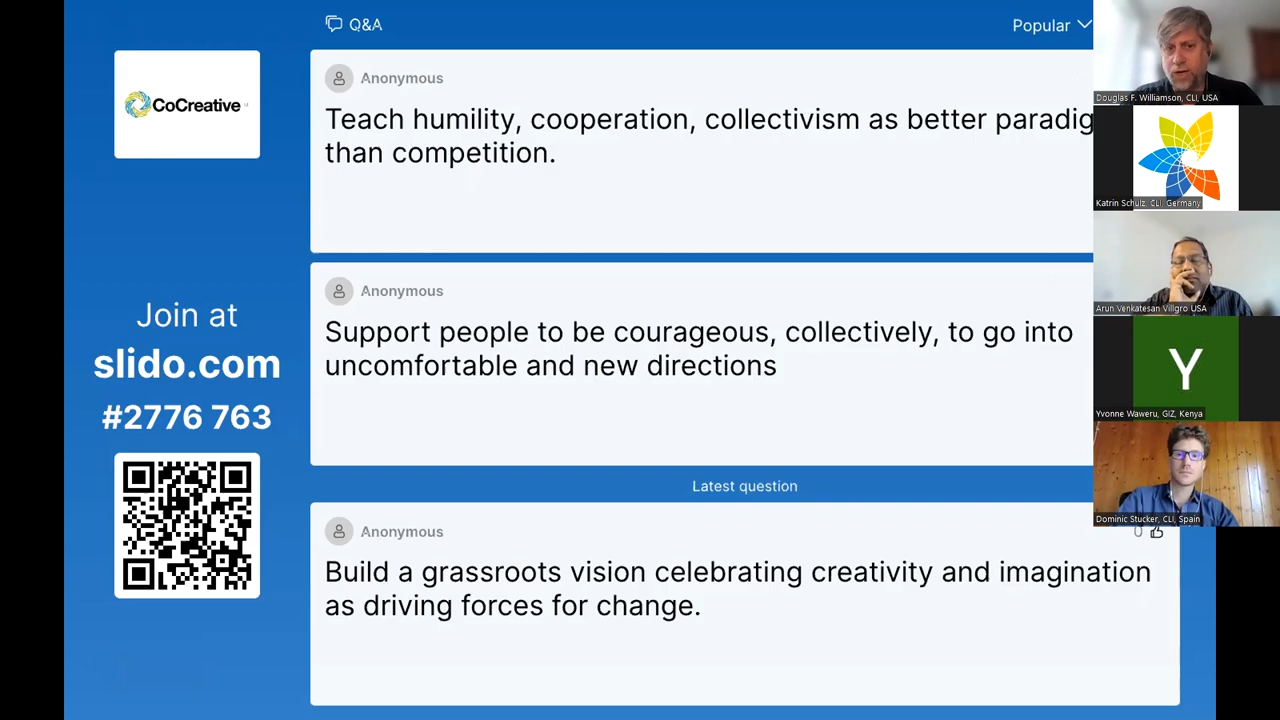 Q&A
Popular
CoCreative
Join at
slido.com
#2776 763
Anonymous
Teach humility, cooperation, collectivism as better
than competition.
Anonymous
Support people to be courageous, collectively, to go into
uncomfortable and new directions
Latest question
Anonymous
0
Build a grassroots vision celebrating creativity and imagination
as driving forces for change.
Douglas F. Williamson, CLI, USA
Katrin Schulz, CLI, Germany
Arun Venkatesan Villgro USA
Y
Yvonne Waweru, GIZ, Kenya
Dominic Stucker, CLI, Spain